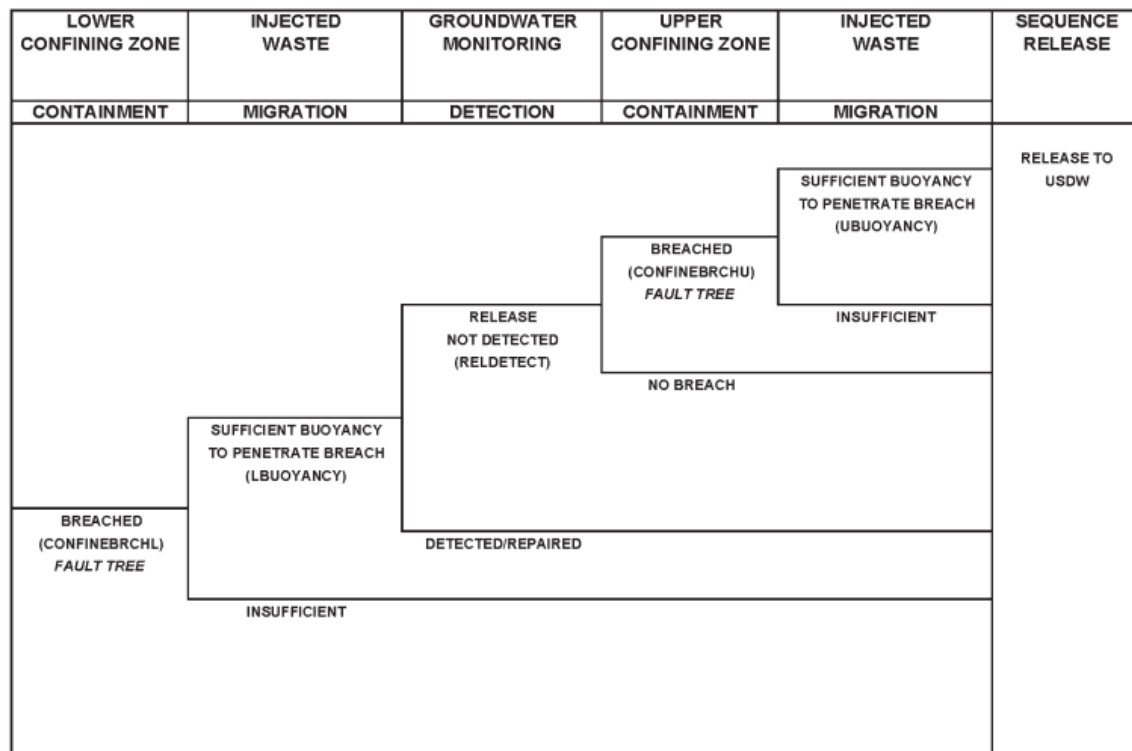 LOWER
CONFINING ZONE
INJECTED
WASTE
GROUNDWATER
MONITORING
UPPER
CONFINING ZONE
INJECTED
WASTE
SEQUENCE
RELEASE
CONTAINMENT
MIGRATION
DETECTION
CONTAINMENT
MIGRATION
RELEASE TO
USDW
SUFFICIENT BUOYANCY
TO PENETRATE BREACH
(UBUOYANCY)
BREACHED
(CONFINEBRCHU)
FAULT TREE
INSUFFICIENT
RELEASE
NOT DETECTED
(RELDETECT)
NO BREACH
SUFFICIENT BUOYANCY
TO PENETRATE BREACH
(LBUOYANCY)
BREACHED
(CONFINEBRCHL)
FAULT TREE
DETECTED/REPAIRED
INSUFFICIENT